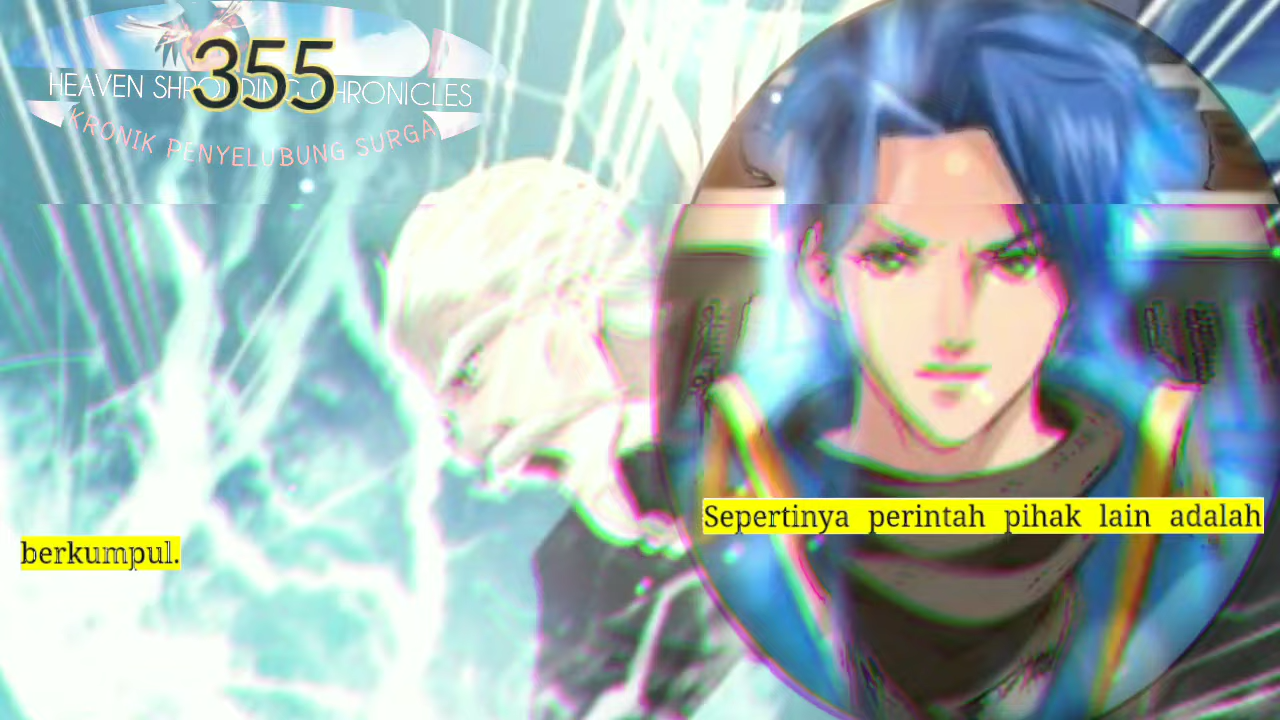 355
HEAVEN SHROUDING CHRONICLES
KRONIK PENYELUBUNG SURGA
Sepertinya perintah pihak lain adalah
berkumpul.